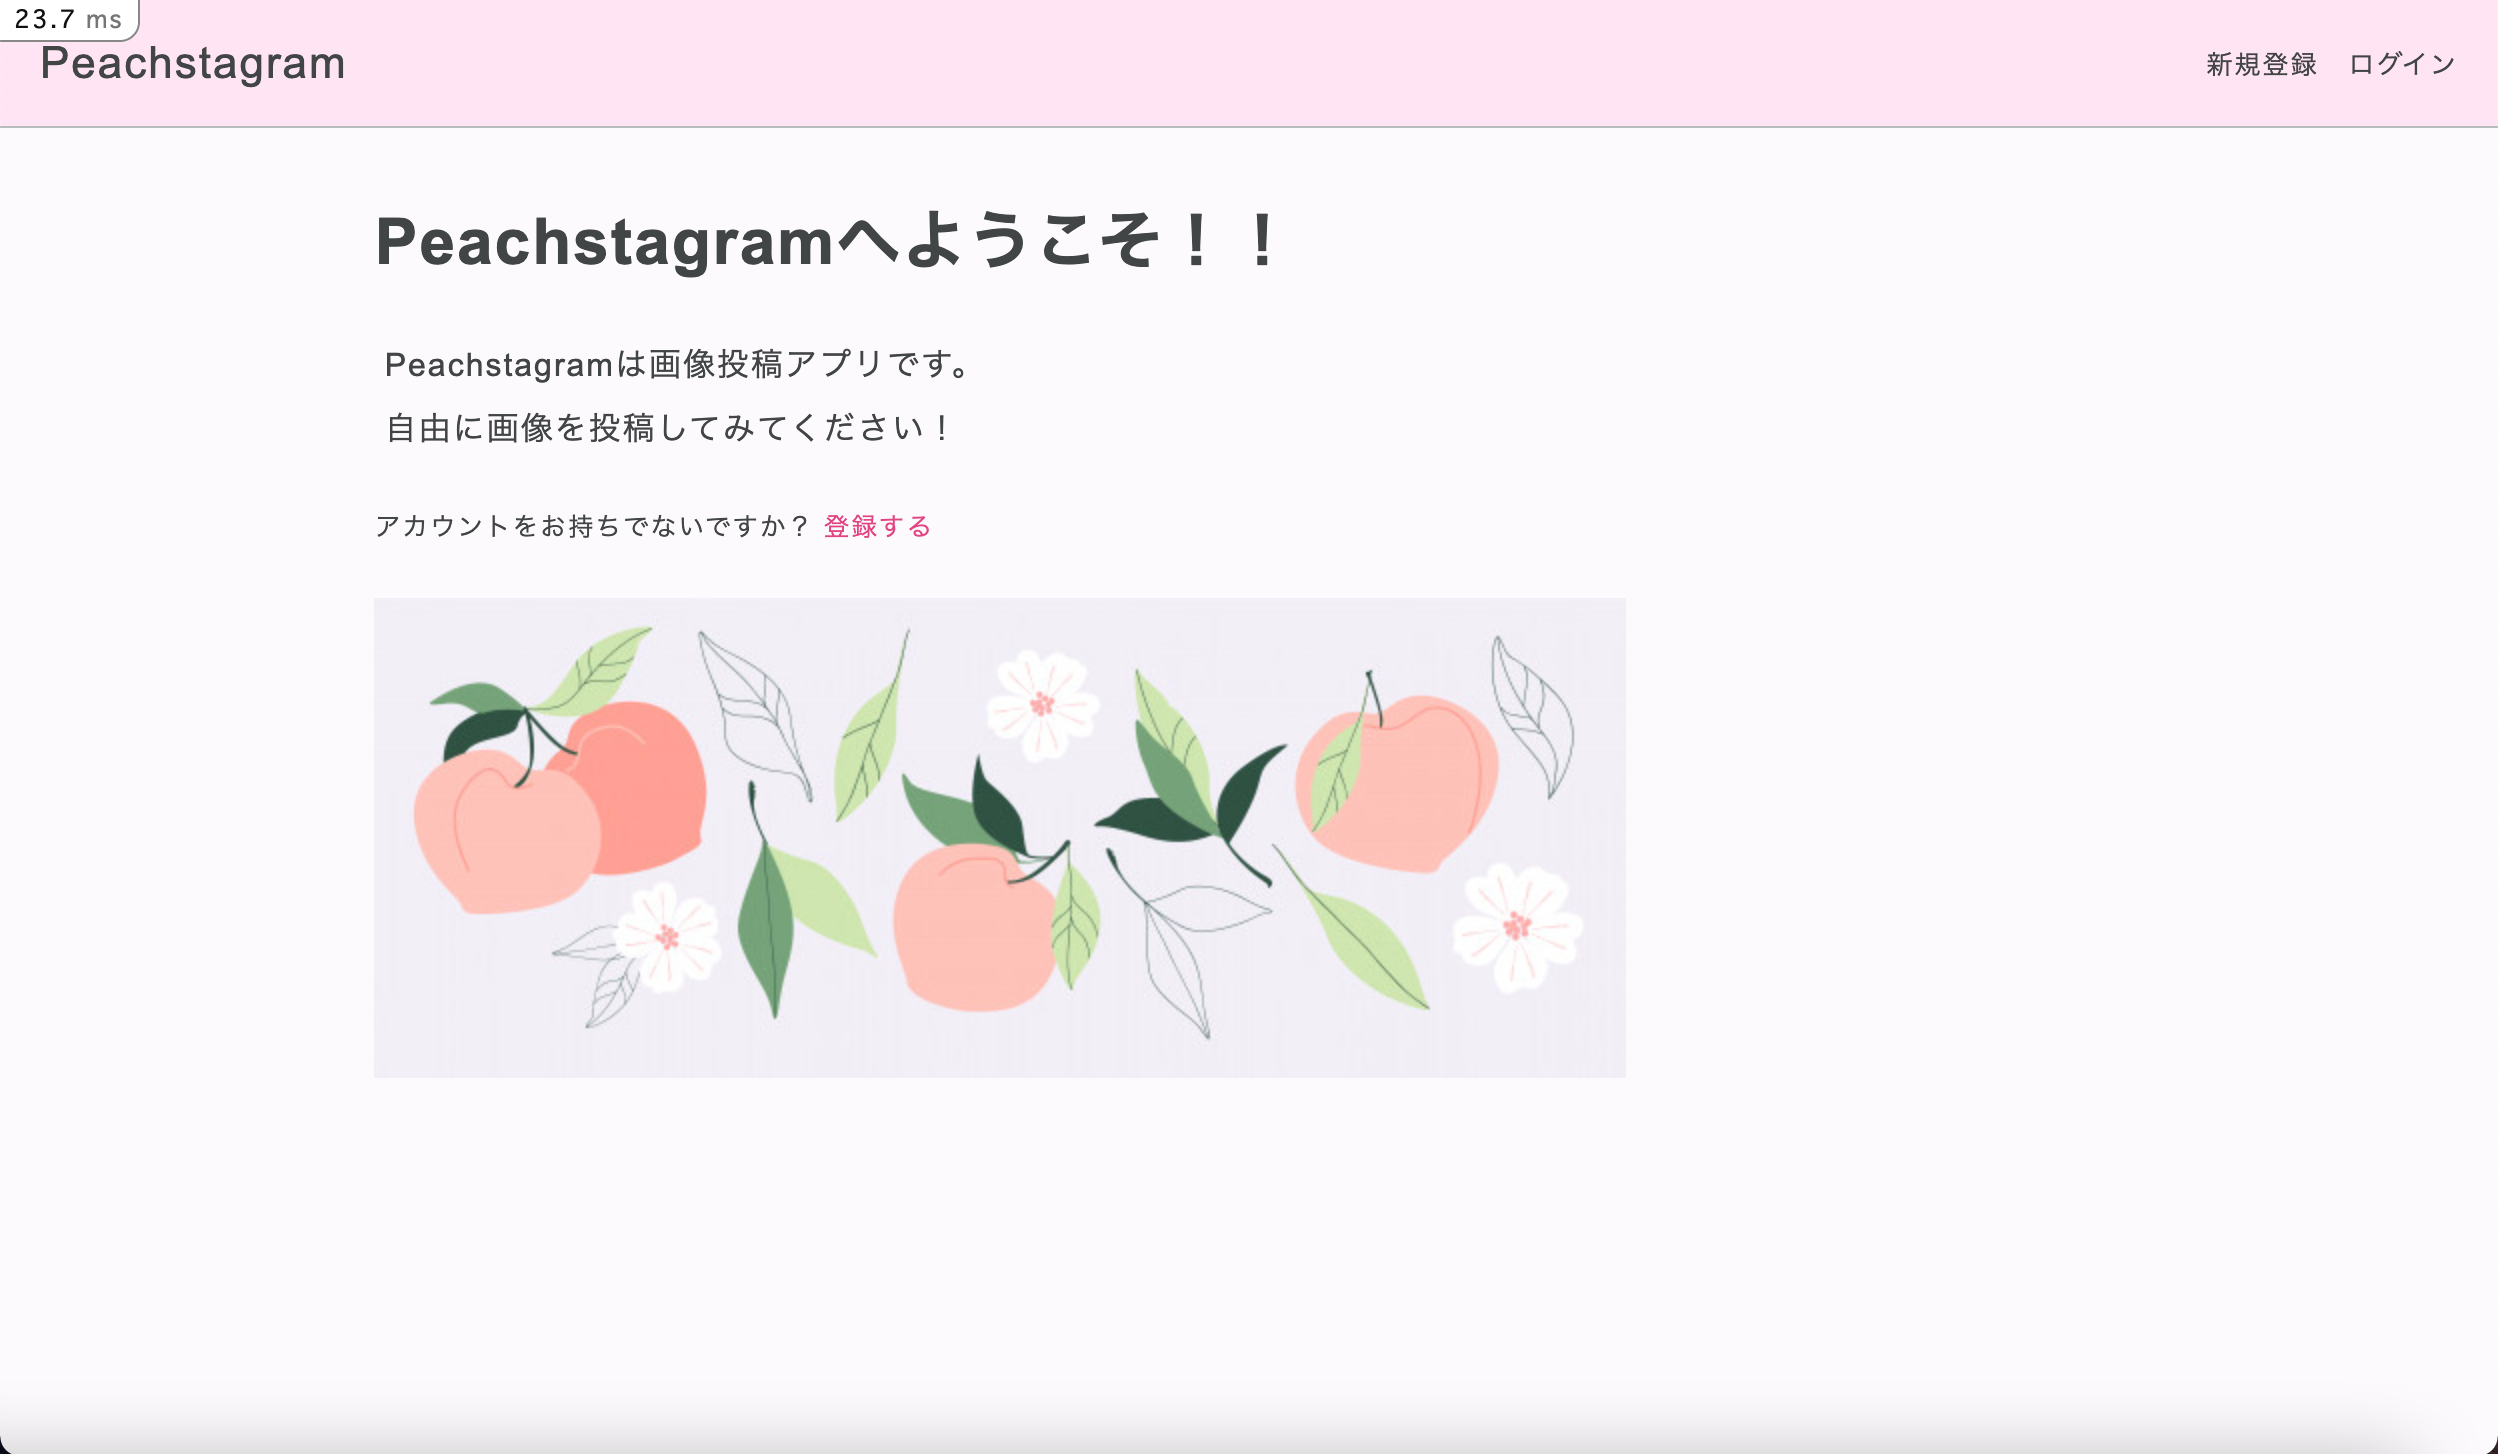 23.7 ms
Peachstagram
新規登録 ログイン
Peachstagramへようこそ！！
Peachstagramは画像投稿アプリです。
自由に画像を投稿してみてください！
アカウントをお持ちでないですか？ 登録する